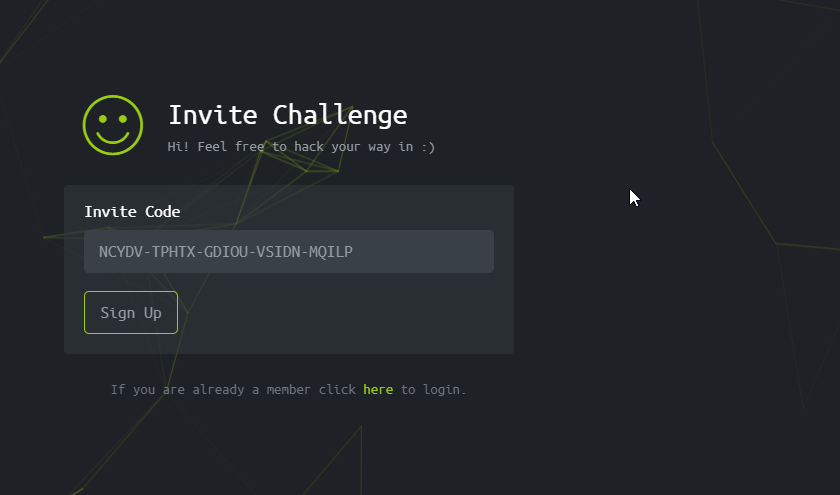 Invite Challenge
Hi! Feel free to hack your way in :)
Invite Code
NCYDV-TPHTX-GDIOU-VSIDN-MQILP
Sign Up
If you are already a member click here to login.